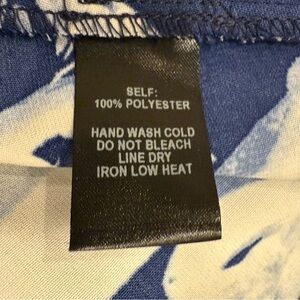 SELF:
100% POLYESTER
HAND WASH COLD
DO NOT BLEACH
LINE DRY
IRON LOW HEAT